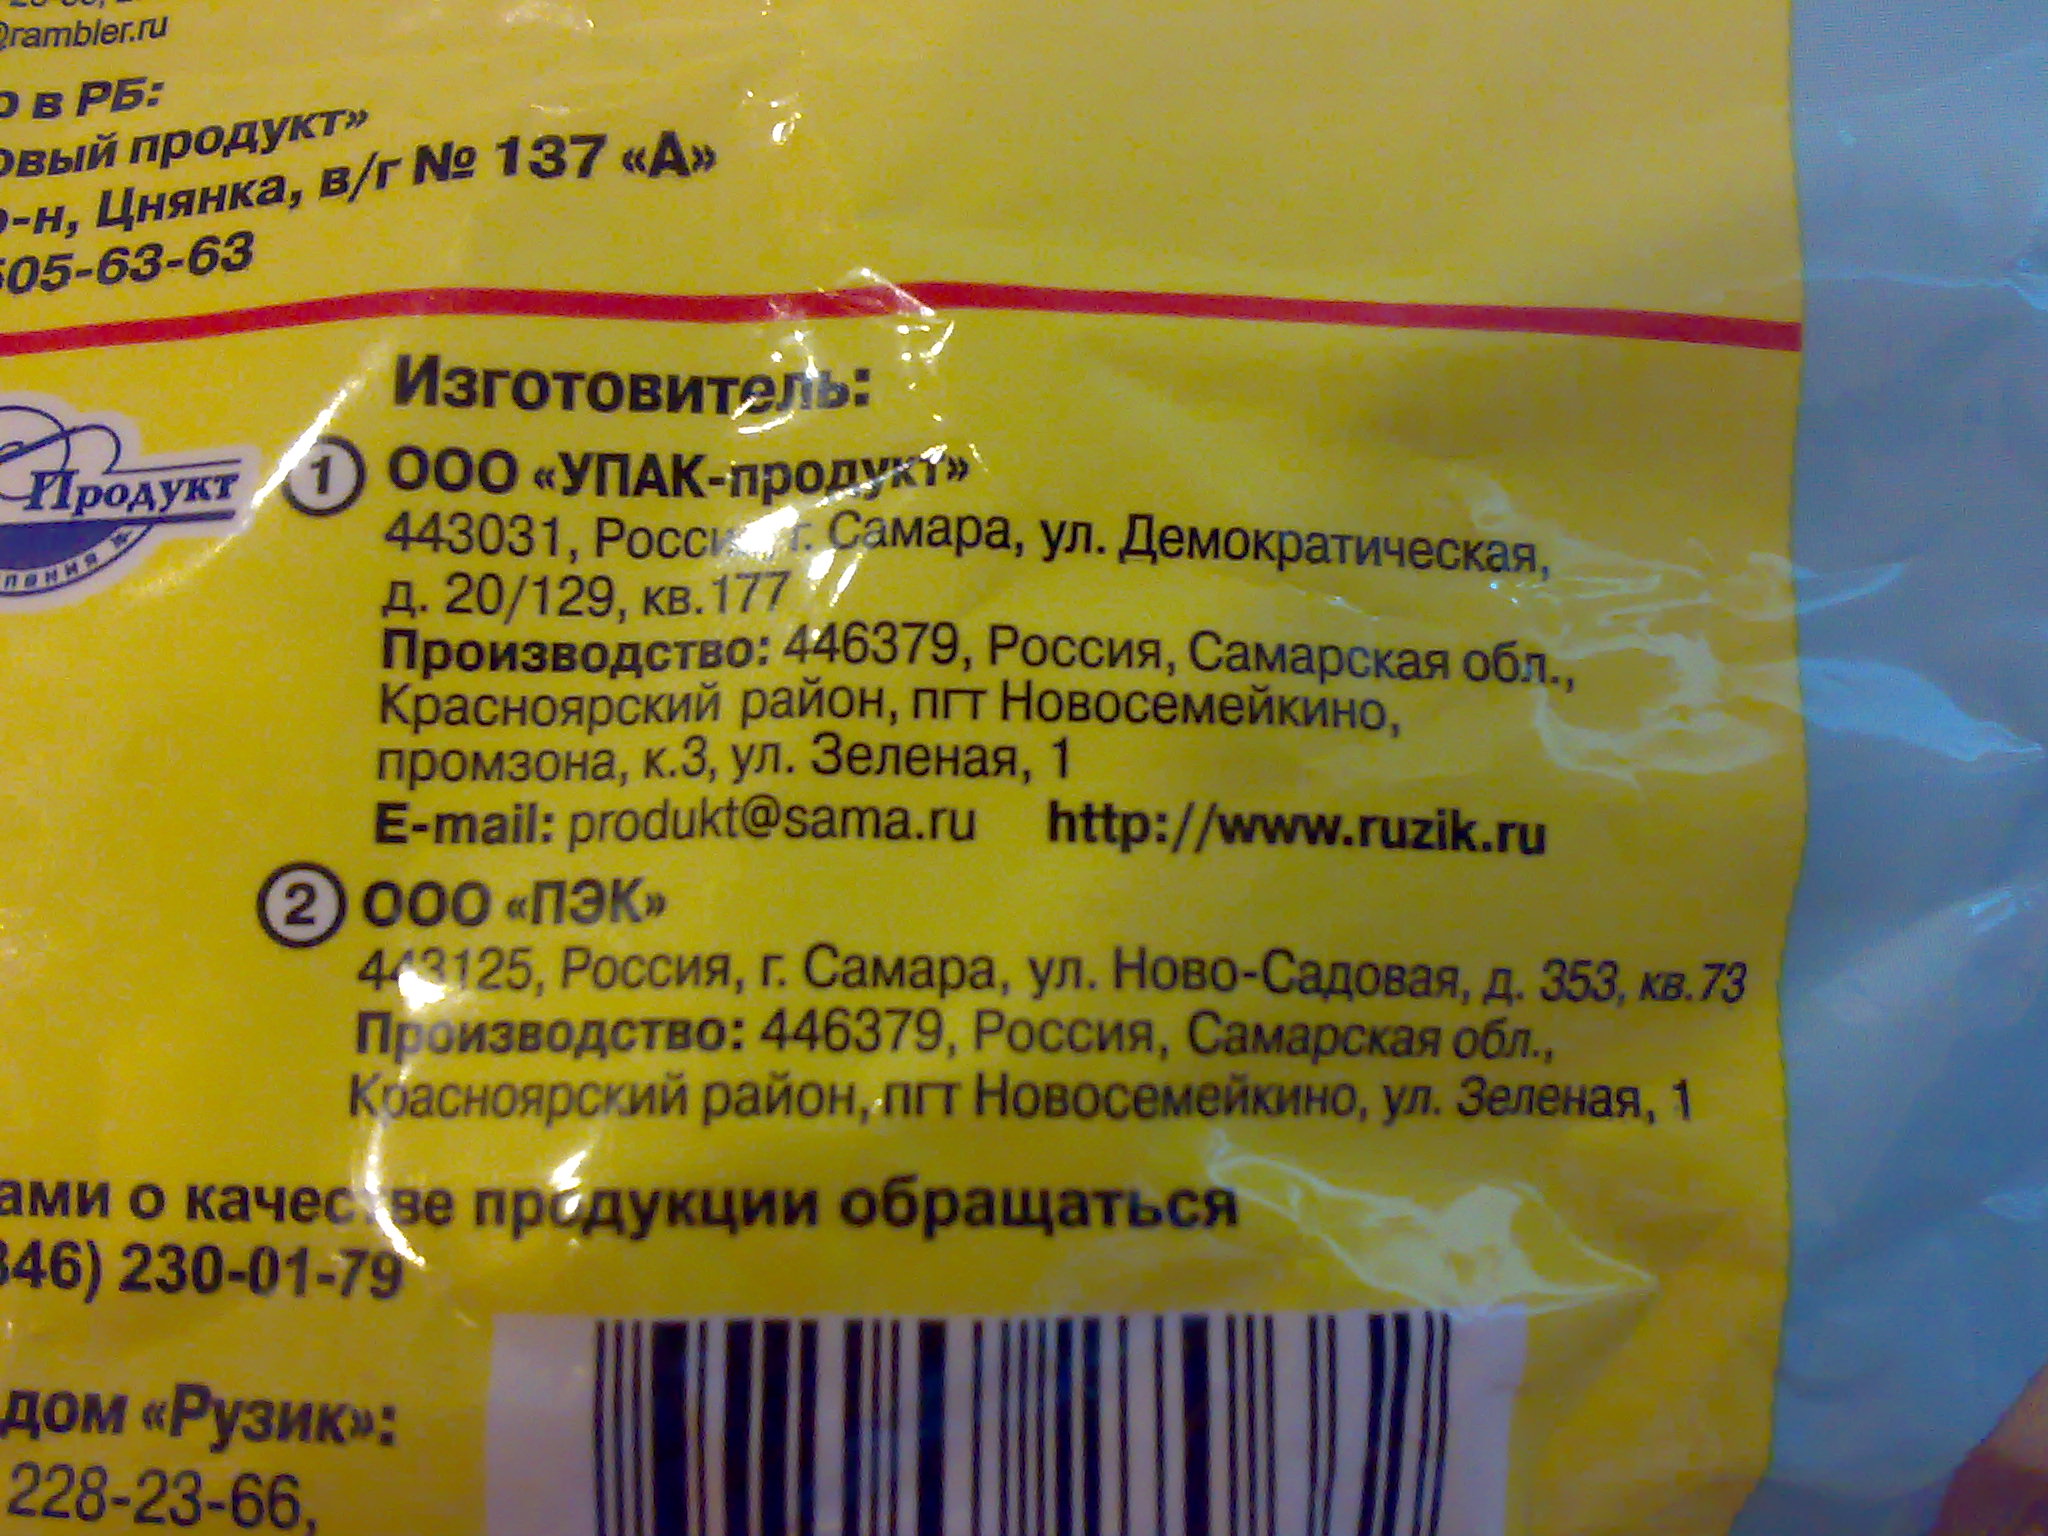 @rambler.ru
в РБ:
продукт»
р-н, Цнянка, в/г № 137 «А»
505-63-63
Изготовитель:
Продукт
1 ООО «УПАК-продукт»
443031, Россия, г. Самара, ул. Демократическая,
д. 20/129, кв.177
Производство: 446379, Россия, Самарская обл.,
Красноярский район, пгт Новосемейкино,
промзона, к.3, ул. Зеленая, 1
E-mail: produkt@sama.ru http://www.ruzik.ru
2 ООО «ПЭК»
443125, Россия, г. Самара, ул. Ново-Садовая, д. 353, кв.73
Производство: 446379, Россия, Самарская обл.,
Красноярский район, пгт Новосемейкино, ул. Зеленая, 1
ами о качестве продукции обращаться
846) 230-01-79
дом «Рузик»:
228-23-66,